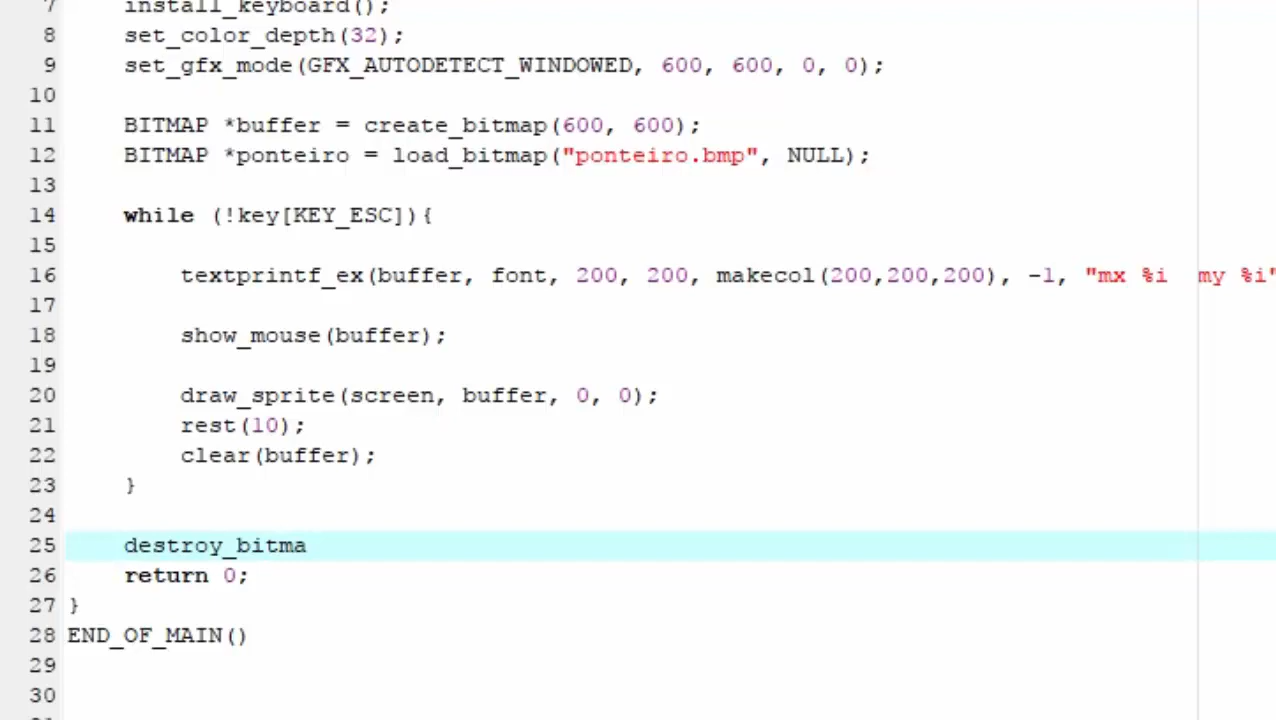 7 install_keyboard();
8 set_color_depth(32);
9 set_gfx_mode(GFX_AUTODETECT_WINDOWED, 600, 600, 0, 0);
10
11 BITMAP *buffer = create_bitmap(600, 600);
12 BITMAP *ponteiro = load_bitmap("ponteiro.bmp", NULL);
13
14 while (!key[KEY_ESC]){
15
16 textprintf_ex(buffer, font, 200, 200, makecol(200,200,200), -1, "mx %i  my %i"
17
18 show_mouse(buffer);
19
20 draw_sprite(screen, buffer, 0, 0);
21 rest(10);
22 clear(buffer);
23 }
24
25 destroy_bitma
26 return 0;
27 }
28 END_OF_MAIN()
29
30